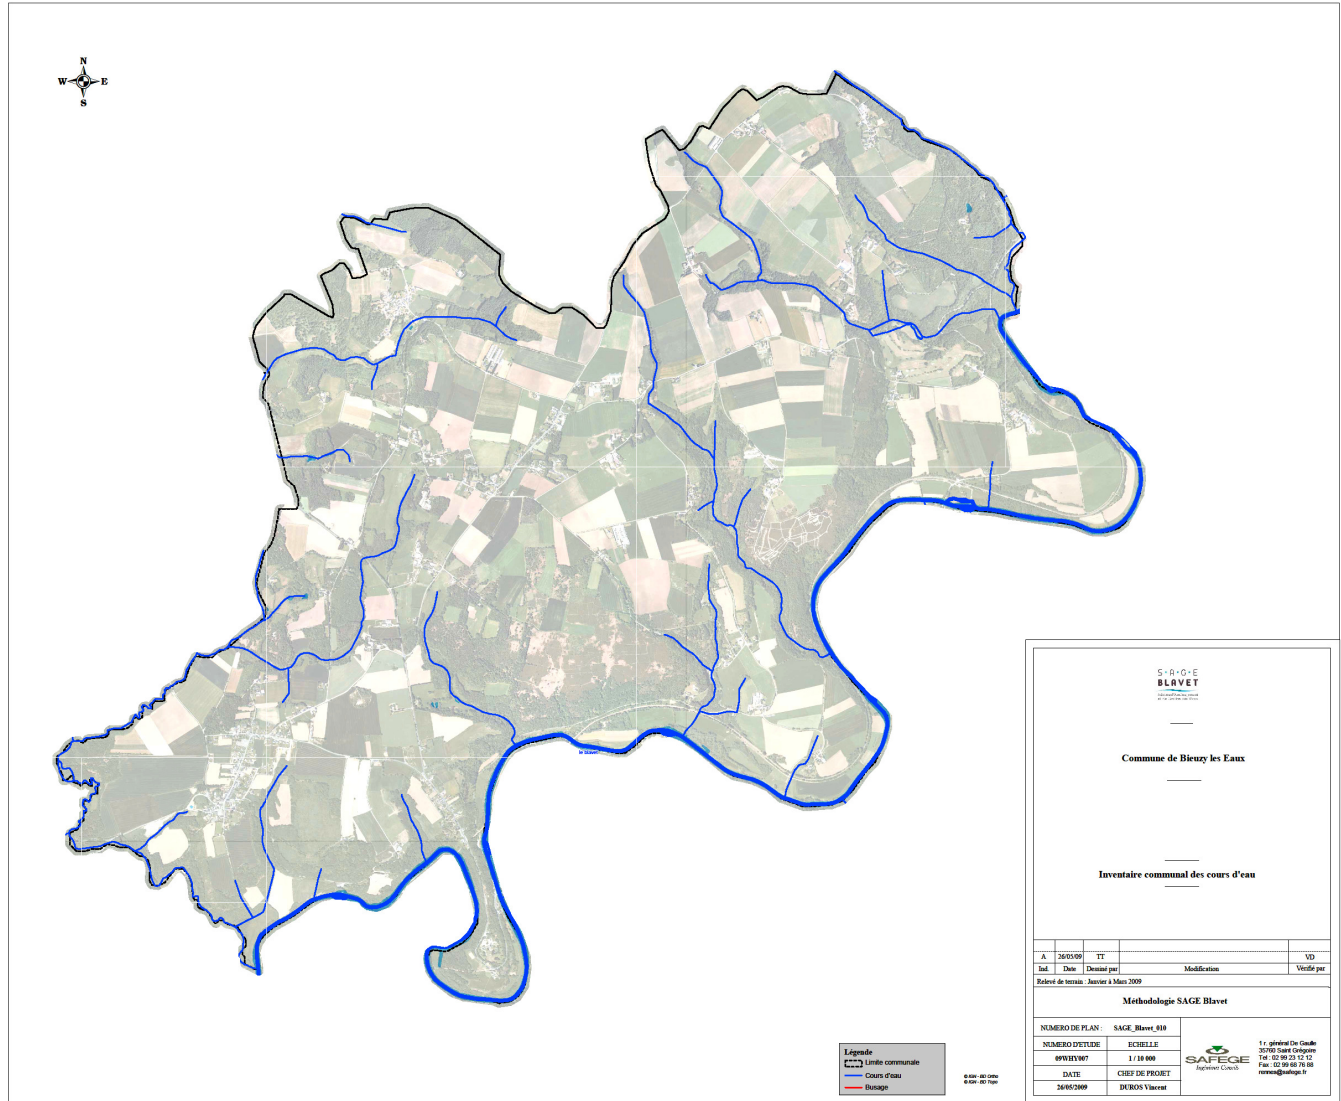 N
W E
S
le blavet
S·A·G·E
BLAVET
Commune de Bieuzy les Eaux
Inventaire communal des cours d'eau
A 26/05/09 TT VD
Ind. Date Dessiné par Modification Vérifié par
Relevé de terrain : Janvier à Mars 2009
Méthodologie SAGE Blavet
NUMERO DE PLAN : SAGE_Blavet_010
NUMERO D'ETUDE ECHELLE
09WHY007 1 / 10 000
DATE CHEF DE PROJET
26/05/2009 DUROS Vincent
SAFEGE
Ingénieurs Conseils
1 r. général De Gaulle
35760 Saint Grégoire
Tel : 02 99 23 12 12
Fax : 02 99 68 76 88
rennes@safege.fr
Légende
Limite communale
Cours d'eau
Busage
© IGN - BD Ortho
© IGN - BD Topo